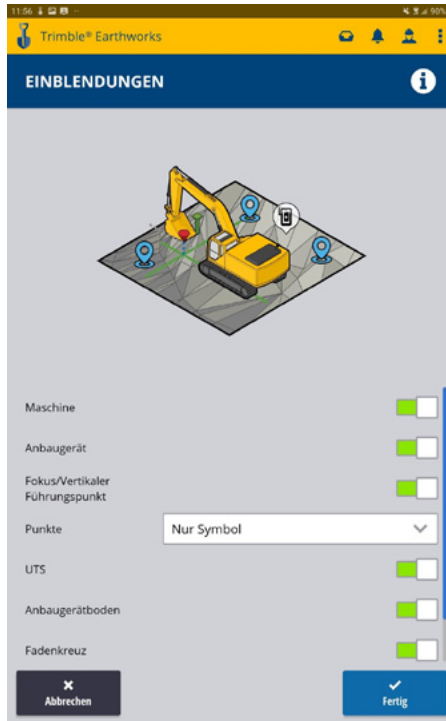 11:56
90%
Trimble® Earthworks
EINBLENDUNGEN
Maschine
Anbaugerät
Fokus/Vertikaler
Führungspunkt
Punkte
Nur Symbol
UTS
Anbaugerätboden
Fadenkreuz
Abbrechen
Fertig